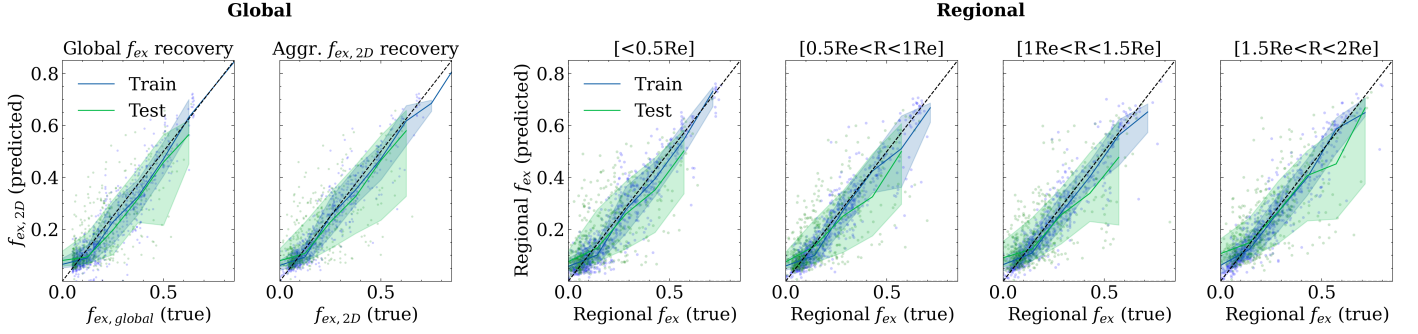 Global
Regional
Global f_ex recovery
Aggr. f_ex, 2D recovery
[<0.5Re]
[0.5Re<R<1Re]
[1Re<R<1.5Re]
[1.5Re<R<2Re]
0.8
0.6
0.4
0.2
f_ex, 2D (predicted)
Train
Test
0.0
0.5
f_ex, global (true)
0.0
0.5
f_ex, 2D (true)
0.8
0.6
0.4
0.2
Regional f_ex (predicted)
Train
Test
0.0
0.5
Regional f_ex (true)
0.0
0.5
Regional f_ex (true)
0.0
0.5
Regional f_ex (true)
0.0
0.5
Regional f_ex (true)